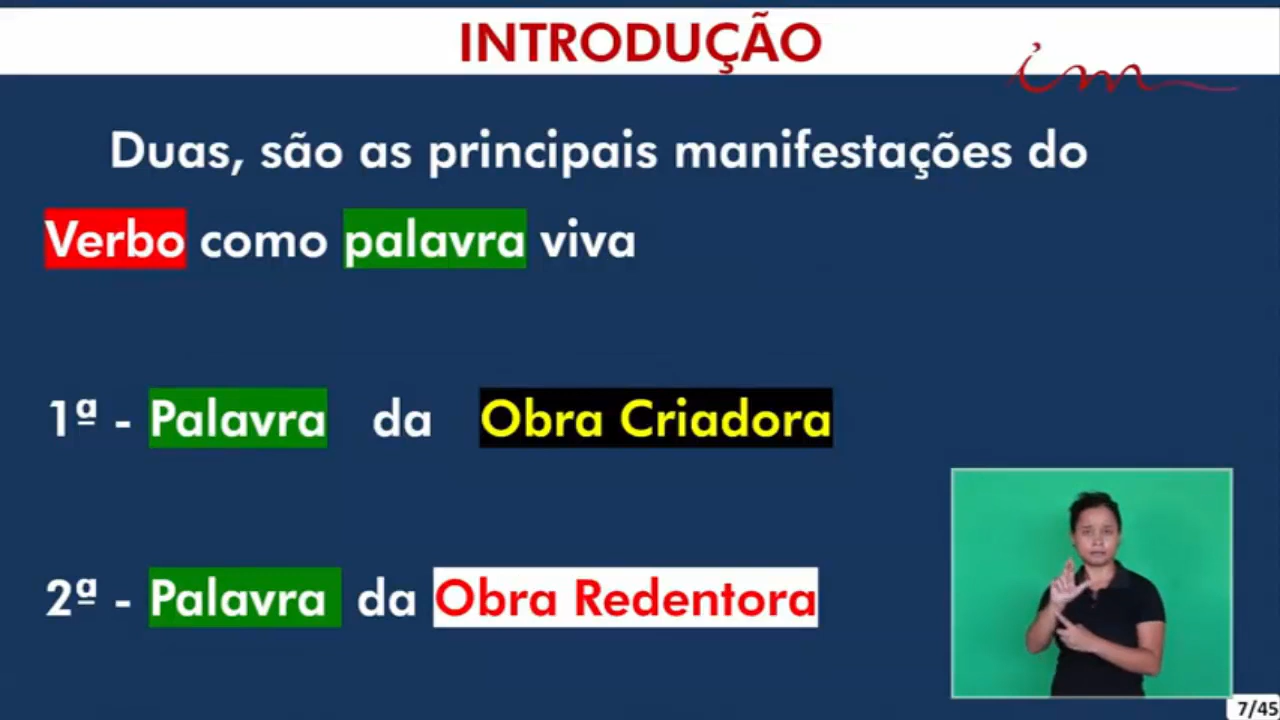 INTRODUÇÃO
im
Duas, são as principais manifestações do
Verbo como palavra viva
1ª - Palavra da Obra Criadora
2ª - Palavra da Obra Redentora
7/45